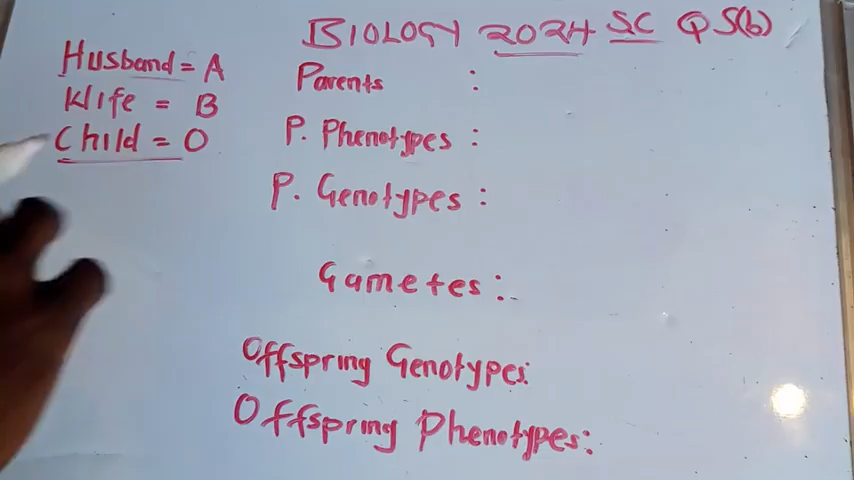 BIOLOGY 2024 SC Q5(b)
Husband = A
Wife = B
Child = O
Parents :
P. Phenotypes :
P. Genotypes :
Gametes :
Offspring Genotypes:
Offspring Phenotypes: